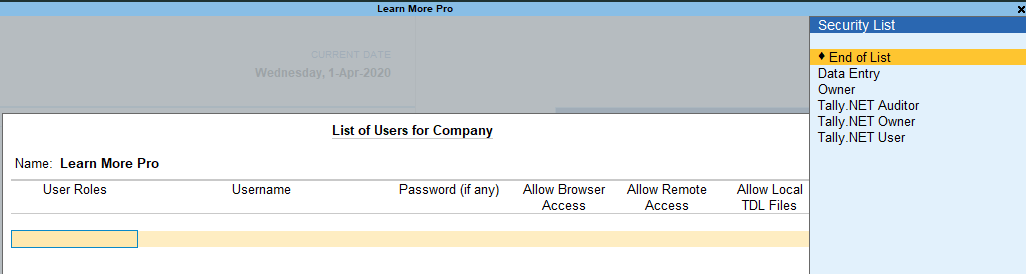 Learn More Pro
Security List
CURRENT DATE
Wednesday, 1-Apr-2020
♦ End of List
Data Entry
Owner
Tally.NET Auditor
Tally.NET Owner
Tally.NET User
List of Users for Company
Name: Learn More Pro
User Roles Username Password (if any) Allow Browser Allow Remote Allow Local
Access Access TDL Files